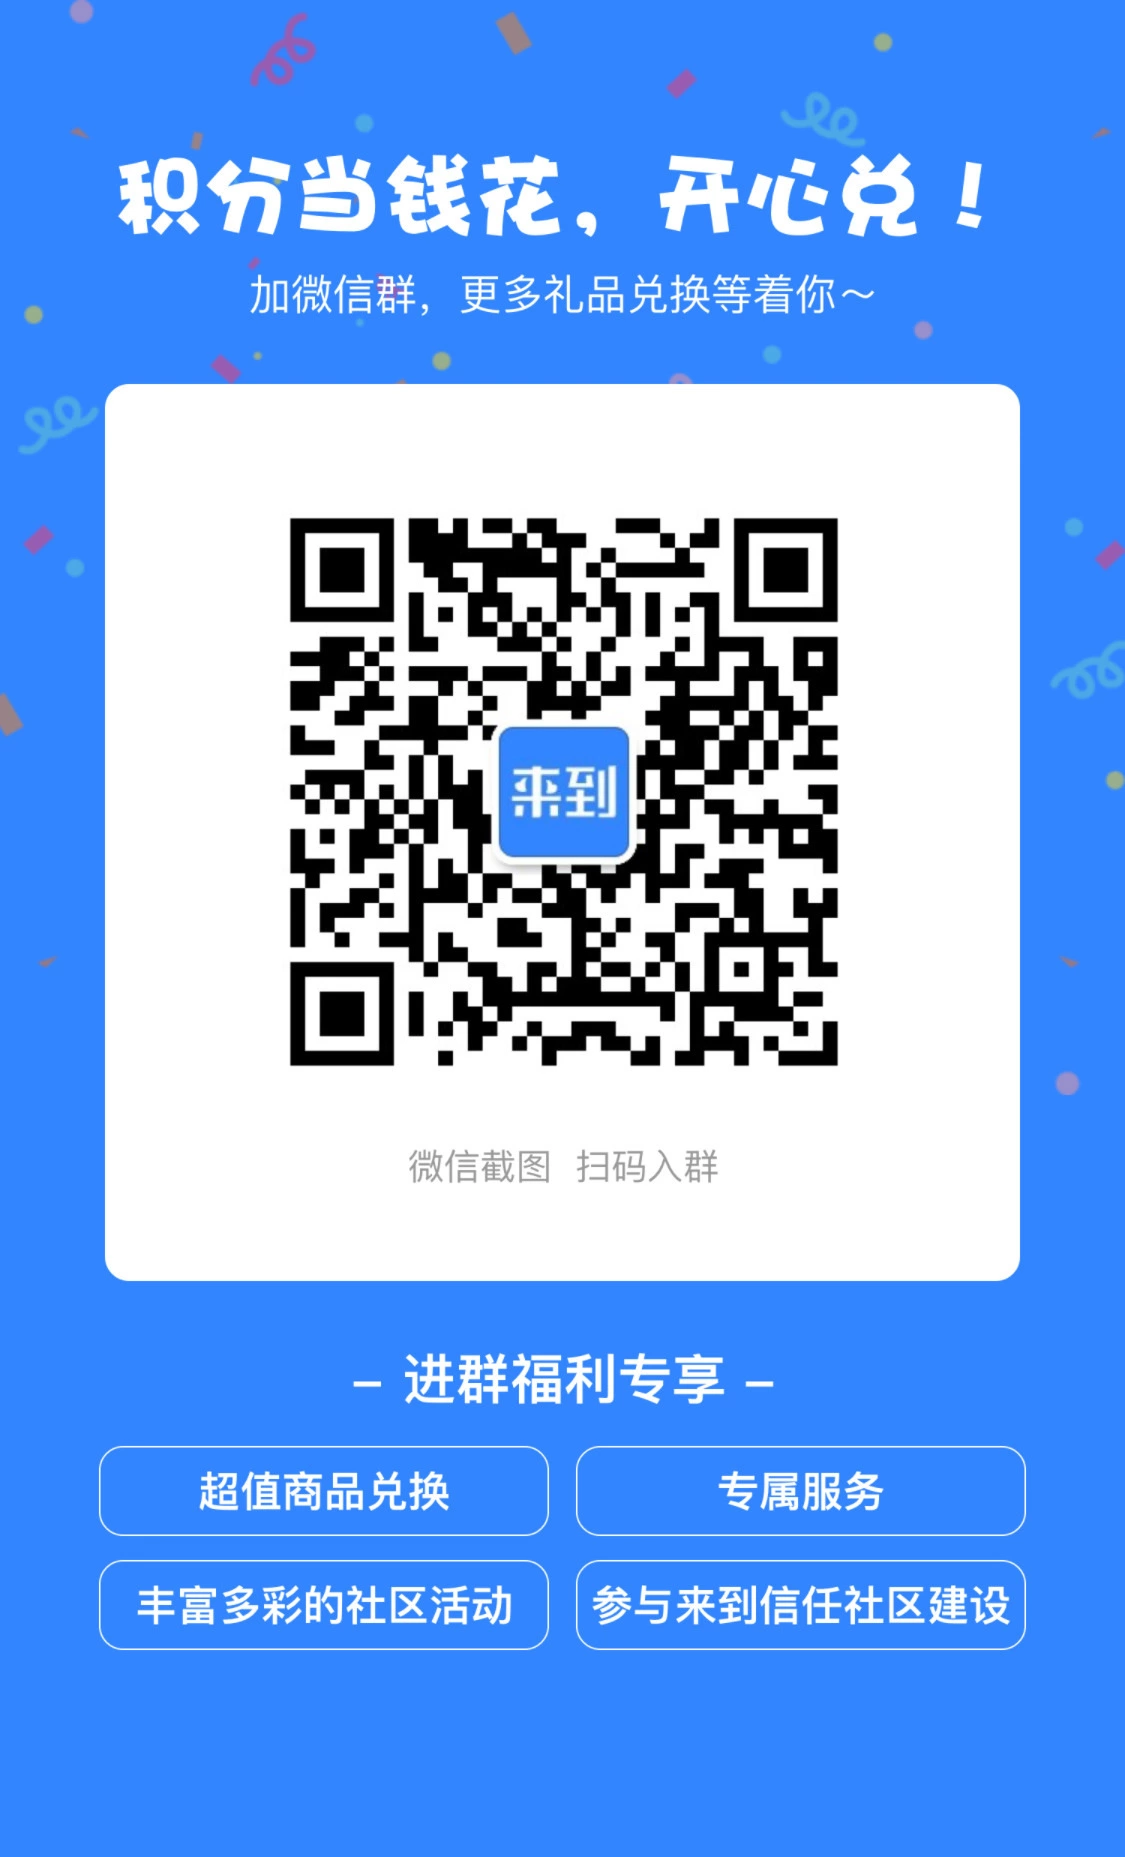 积分当钱花，开心兑！
加微信群，更多礼品兑换等着你～
来到
微信截图 扫码入群
– 进群福利专享 –
超值商品兑换
专属服务
丰富多彩的社区活动
参与来到信任社区建设